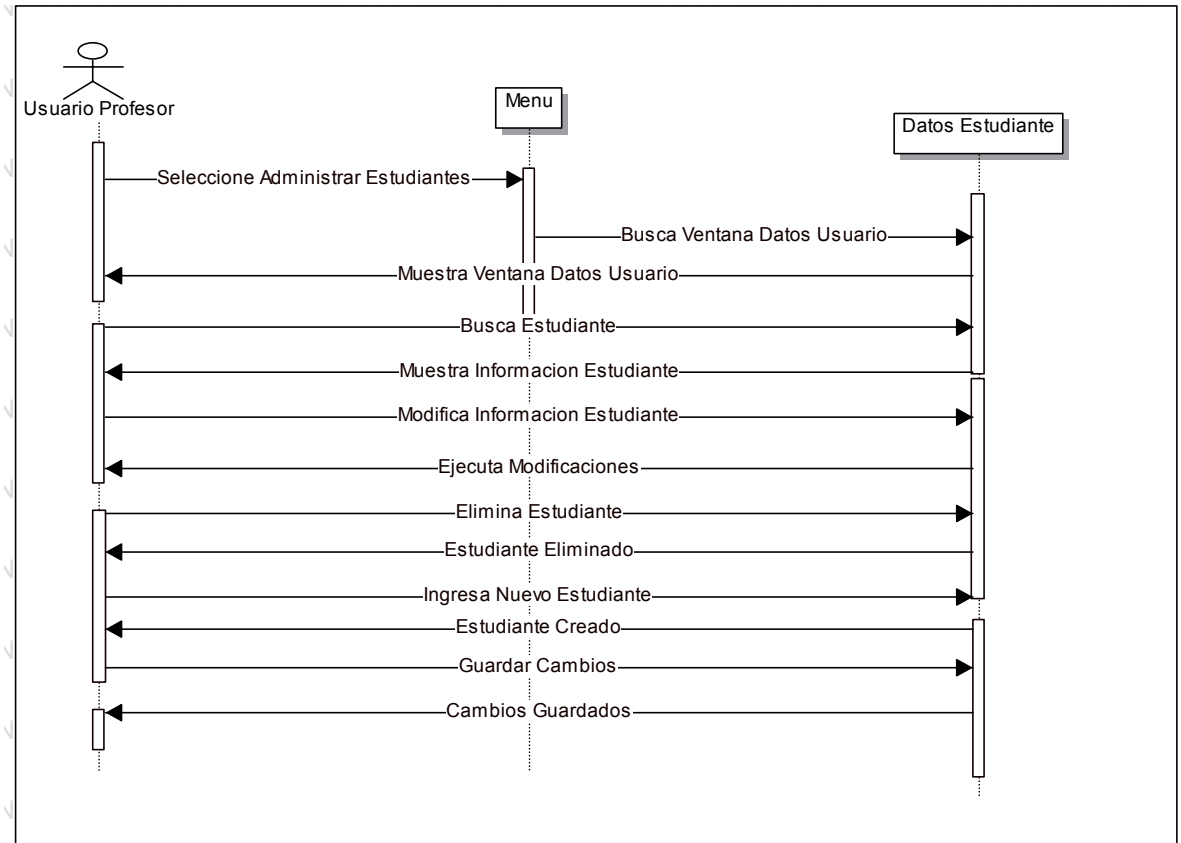 Usuario Profesor
Menu
Datos Estudiante
Seleccione Administrar Estudiantes
Busca Ventana Datos Usuario
Muestra Ventana Datos Usuario
Busca Estudiante
Muestra Informacion Estudiante
Modifica Informacion Estudiante
Ejecuta Modificaciones
Elimina Estudiante
Estudiante Eliminado
Ingresa Nuevo Estudiante
Estudiante Creado
Guardar Cambios
Cambios Guardados